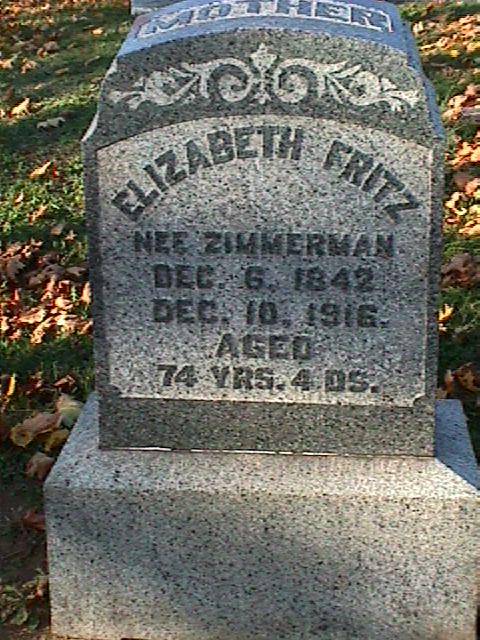 MOTHER
ELIZABETH FRITZ
NEE ZIMMERMAN
DEC. 6, 1842
DEC. 10, 1916.
AGED
74 YRS. 4 DS.